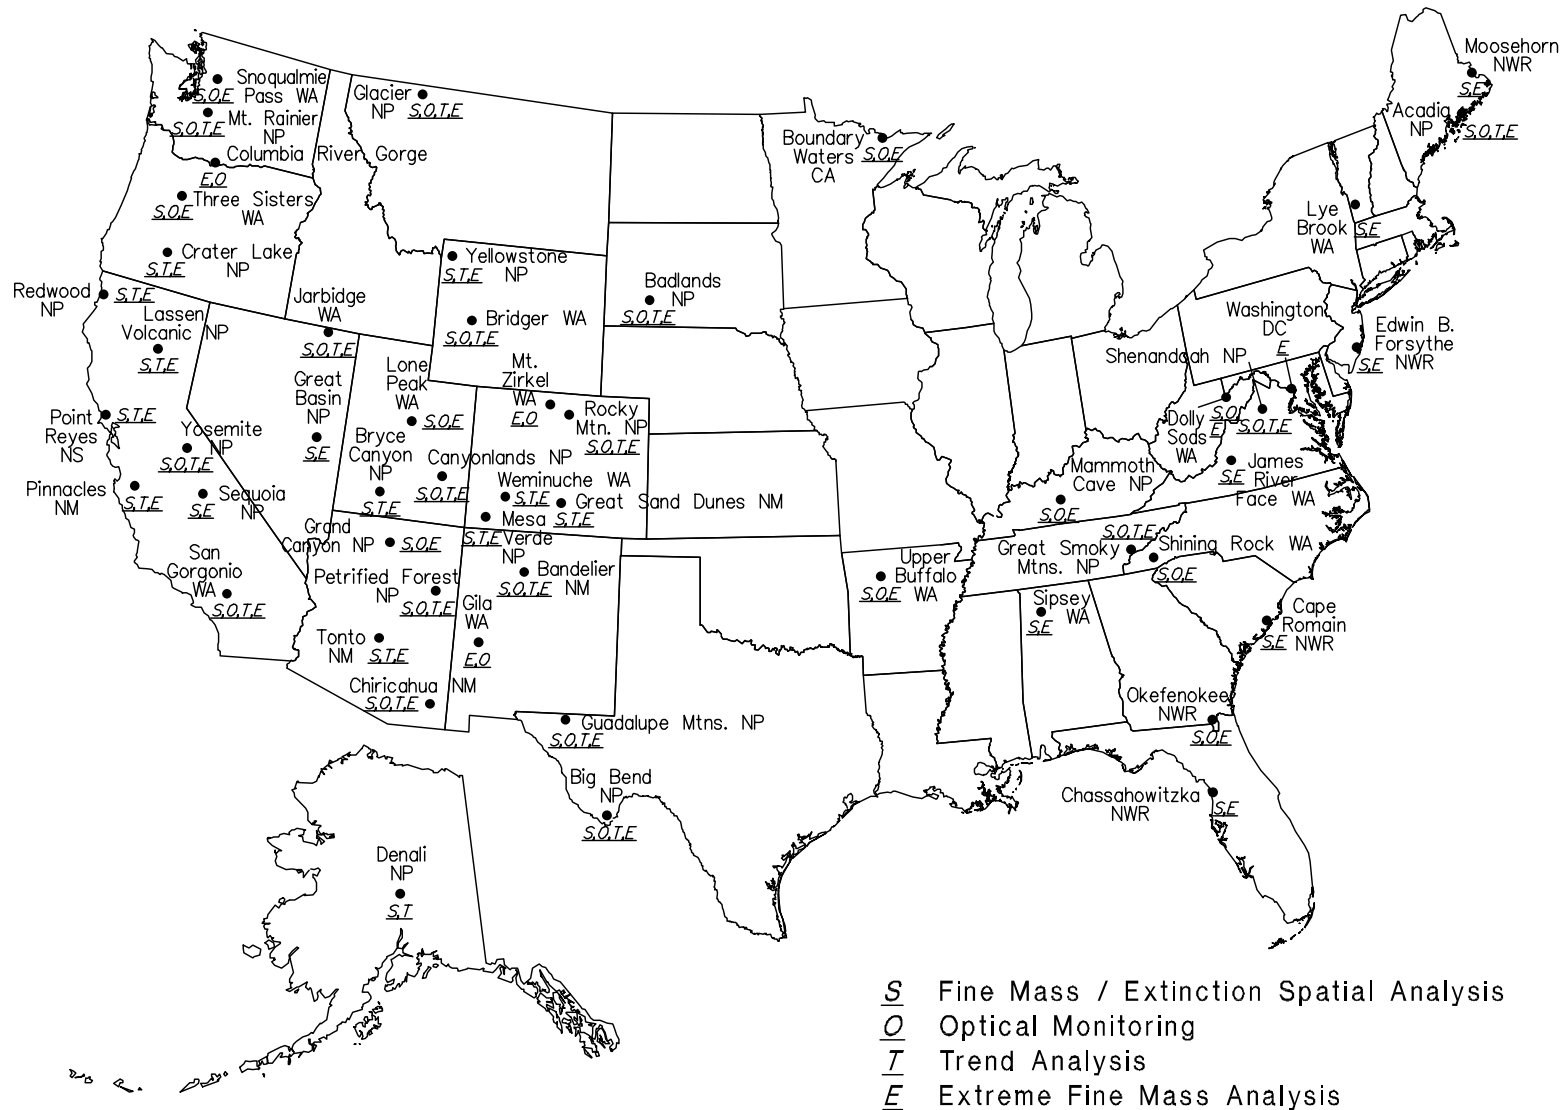 Moosehorn
NWR
S,E
Acadia
NP
S,O,T,E
Snoqualmie
Pass WA
S,O,E
Mt. Rainier
NP
S,O,T,E
Columbia River Gorge
E,O
Three Sisters
WA
S,O,E
Crater Lake
NP
S,T,E
Glacier
NP
S,O,T,E
Boundary
Waters
CA
S,O,E
Lye
Brook
WA
S,E
Yellowstone
NP
S,T,E
Redwood
NP
S,T,E
Lassen
Volcanic NP
S,T,E
Jarbidge
WA
S,O,T,E
Bridger WA
S,O,T,E
Badlands
NP
S,O,T,E
Washington
DC
E
Edwin B.
Forsythe
NWR
S,E
Shenandoah NP
S,O,T,E
Dolly
Sods
WA
S,O,
E
Lone
Peak
WA
S,O,E
Mt.
Zirkel
WA
E,O
Rocky
Mtn. NP
S,O,T,E
Great
Basin
NP
S,E
Point
Reyes
NS
S,T,E
Yosemite
NP
S,O,T,E
Bryce
Canyon
NP
S,T,E
Canyonlands NP
S,O,T,E
Weminuche WA
S,T,E
Great Sand Dunes NM
S,T,E
Mammoth
Cave NP
S,O,E
James
River
Face WA
S,E
Pinnacles
NM
S,T,E
Sequoia
NP
S,E
Mesa
Verde
NP
S,T,E
Grand
Canyon NP
S,O,E
San
Gorgonio
WA
S,O,T,E
Petrified Forest
NP
S,O,T,E
Bandelier
NM
S,O,T,E
Gila
WA
E,O
Upper
Buffalo
WA
S,O,E
Great Smoky
Mtns. NP
S,O,T,E
Shining Rock WA
S,O,E
Sipsey
WA
S,E
Cape
Romain
NWR
S,E
Tonto
NM
S,T,E
Chiricahua NM
S,O,T,E
Guadalupe Mtns. NP
S,O,T,E
Okefenokee
NWR
S,O,E
Big Bend
NP
S,O,T,E
Chassahowitzka
NWR
S,E
Denali
NP
S,T
S Fine Mass / Extinction Spatial Analysis
O Optical Monitoring
T Trend Analysis
E Extreme Fine Mass Analysis